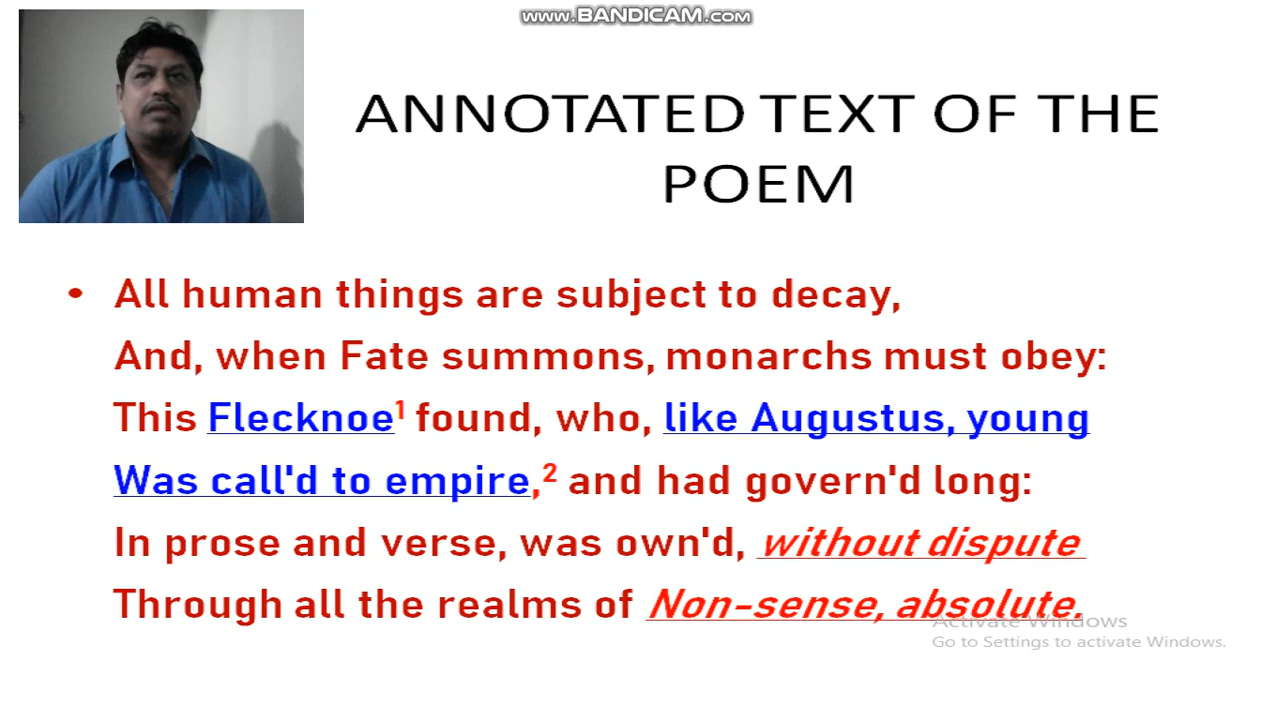 www.BANDICAM.com
ANNOTATED TEXT OF THE
POEM
• All human things are subject to decay,
And, when Fate summons, monarchs must obey:
This Flecknoe¹ found, who, like Augustus, young
Was call'd to empire,² and had govern'd long:
In prose and verse, was own'd, without dispute
Through all the realms of Non-sense, absolute.
Activate Windows
Go to Settings to activate Windows.